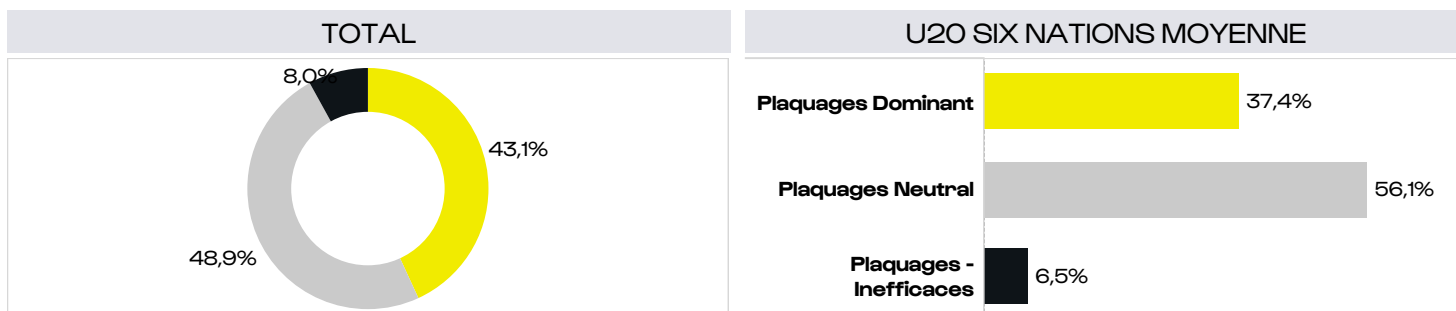 TOTAL
8,0%
43,1%
48,9%
U20 SIX NATIONS MOYENNE
Plaquages Dominant
37,4%
Plaquages Neutral
56,1%
Plaquages -
Inefficaces
6,5%